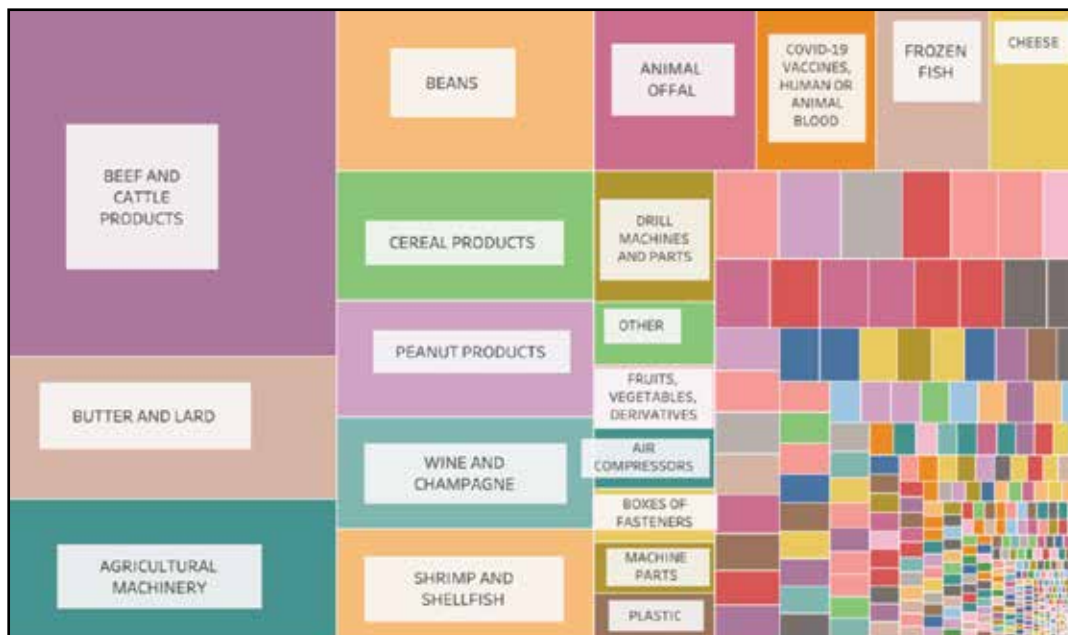 BEEF AND
CATTLE
PRODUCTS
BUTTER AND LARD
AGRICULTURAL
MACHINERY
BEANS
CEREAL PRODUCTS
PEANUT PRODUCTS
WINE AND
CHAMPAGNE
SHRIMP AND
SHELLFISH
ANIMAL
OFFAL
COVID-19
VACCINES,
HUMAN OR
ANIMAL
BLOOD
FROZEN
FISH
CHEESE
DRILL
MACHINES
AND PARTS
OTHER
FRUITS,
VEGETABLES,
DERIVATIVES
AIR
COMPRESSORS
BOXES OF
FASTENERS
MACHINE
PARTS
PLASTIC